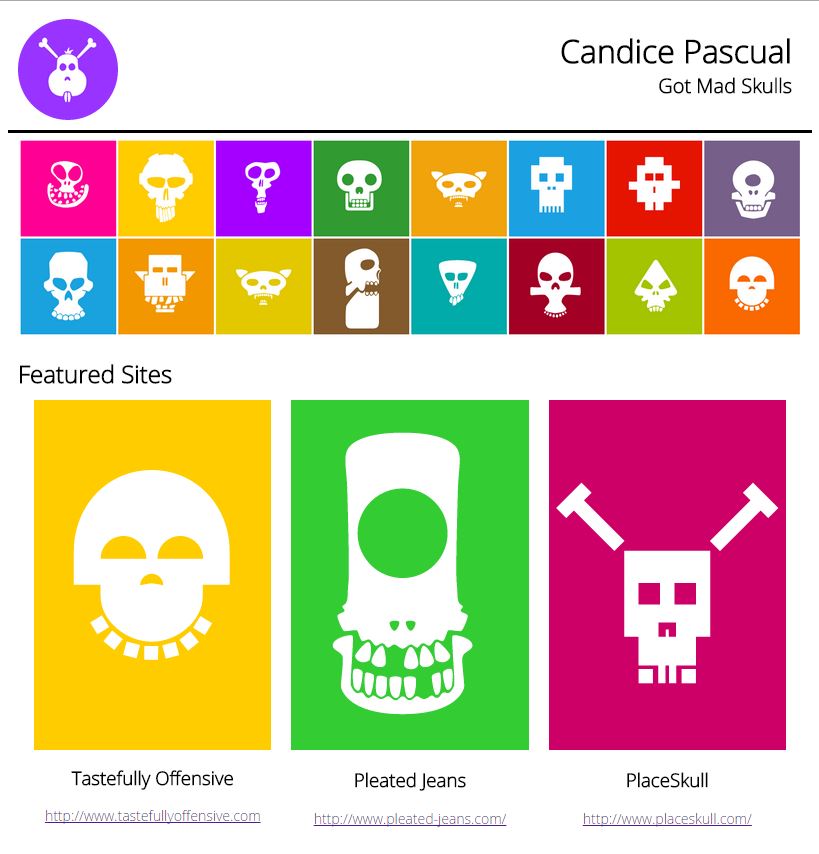 Candice Pascual
Got Mad Skulls
Featured Sites
Tastefully Offensive
Pleated Jeans
PlaceSkull
http://www.tastefullyoffensive.com
http://www.pleated-jeans.com/
http://www.placeskull.com/